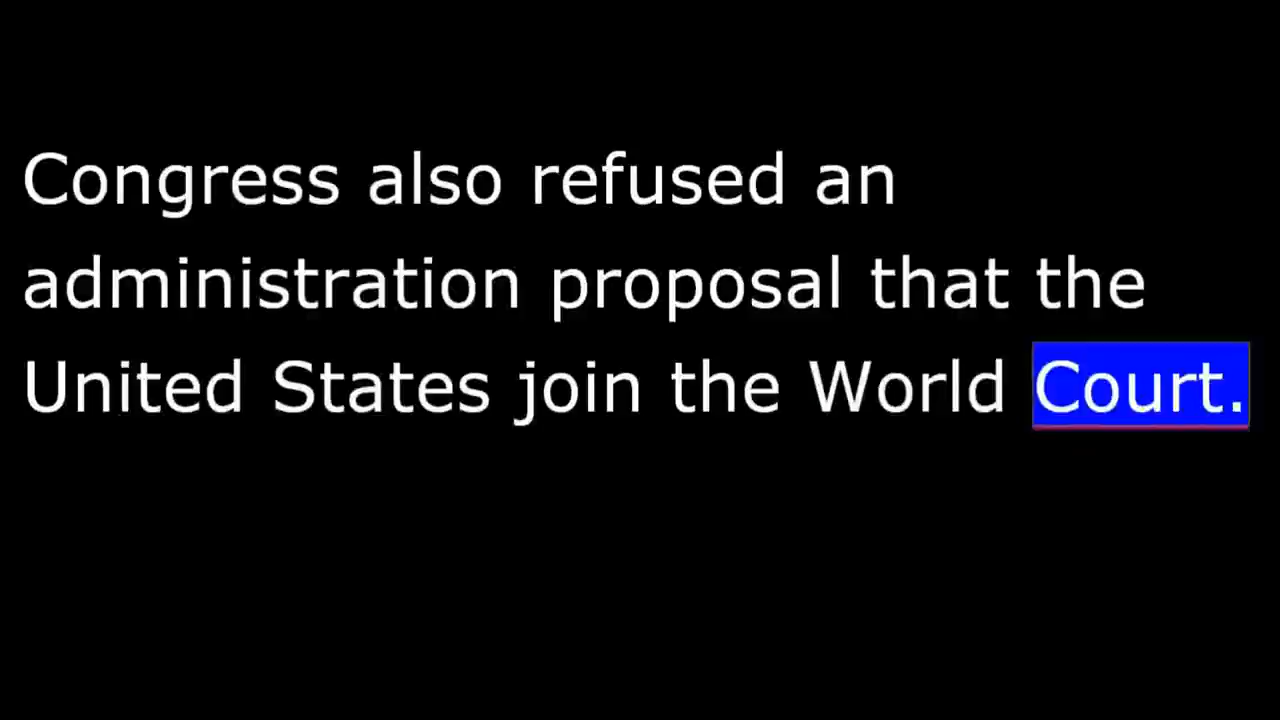 Congress also refused an
administration proposal that the
United States join the World Court.